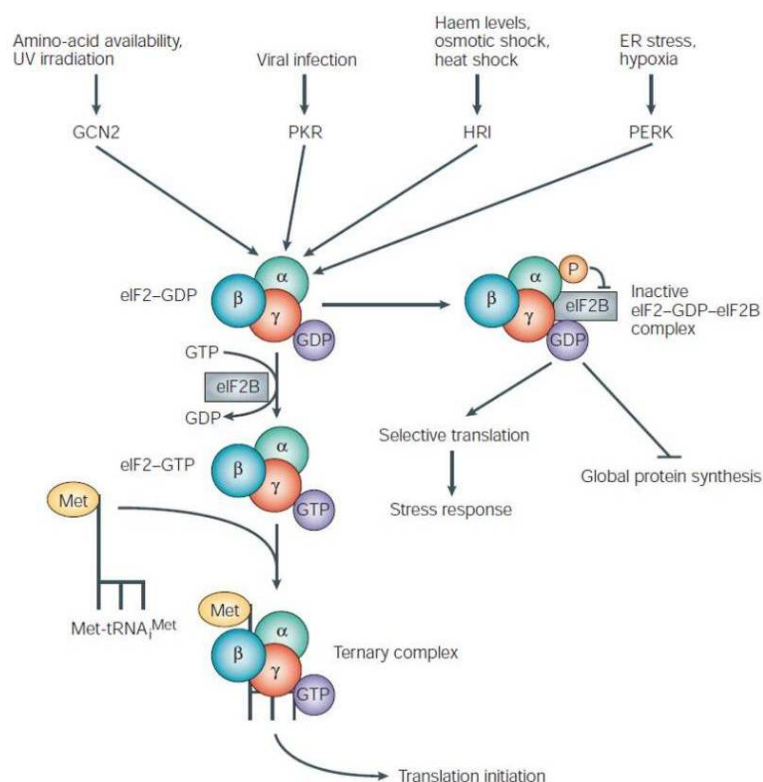 Amino-acid availability,
UV irradiation
Viral infection
Haem levels,
osmotic shock,
heat shock
ER stress,
hypoxia
GCN2
PKR
HRI
PERK
eIF2–GDP
α
β
γ
GDP
α
P
β
γ
eIF2B
GDP
Inactive
eIF2–GDP–eIF2B
complex
GTP
eIF2B
GDP
eIF2–GTP
α
β
γ
GTP
Selective translation
Global protein synthesis
Stress response
Met
Met-tRNAiMet
Met
α
β
γ
GTP
Ternary complex
Translation initiation